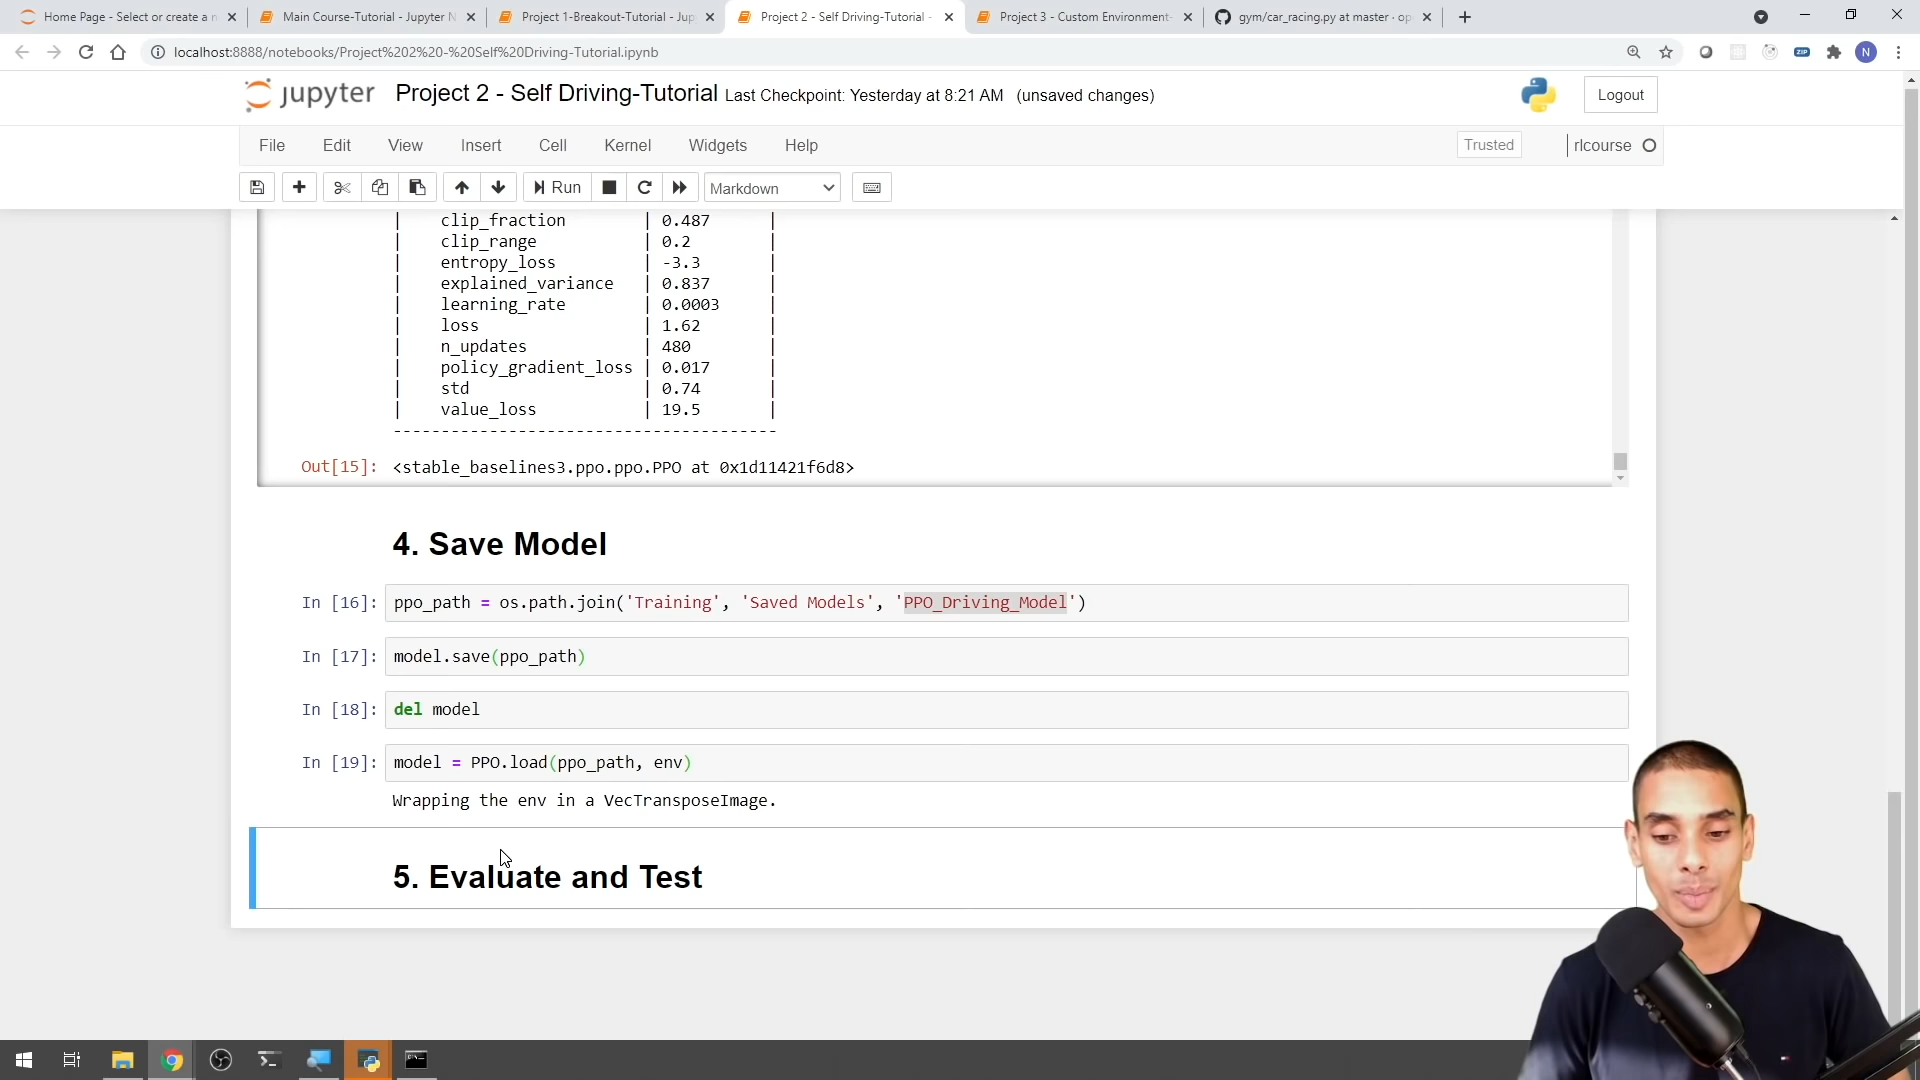 Home Page - Select or create a n
Main Course-Tutorial - Jupyter N
Project 1-Breakout-Tutorial - Jup
Project 2 - Self Driving-Tutorial -
Project 3 - Custom Environment-
gym/car_racing.py at master · op
localhost:8888/notebooks/Project%202%20-%20Self%20Driving-Tutorial.ipynb
ZIP
N
jupyter Project 2 - Self Driving-Tutorial Last Checkpoint: Yesterday at 8:21 AM (unsaved changes)
Logout
File Edit View Insert Cell Kernel Widgets Help
Trusted
rlcourse
Run
Markdown
| clip_fraction | 0.487 |
| clip_range | 0.2 |
| entropy_loss | -3.3 |
| explained_variance | 0.837 |
| learning_rate | 0.0003 |
| loss | 1.62 |
| n_updates | 480 |
| policy_gradient_loss | 0.017 |
| std | 0.74 |
| value_loss | 19.5 |
----------------------------------------
Out[15]: <stable_baselines3.ppo.ppo.PPO at 0x1d11421f6d8>
4. Save Model
In [16]: ppo_path = os.path.join('Training', 'Saved Models', 'PPO_Driving_Model')
In [17]: model.save(ppo_path)
In [18]: del model
In [19]: model = PPO.load(ppo_path, env)
Wrapping the env in a VecTransposeImage.
5. Evaluate and Test